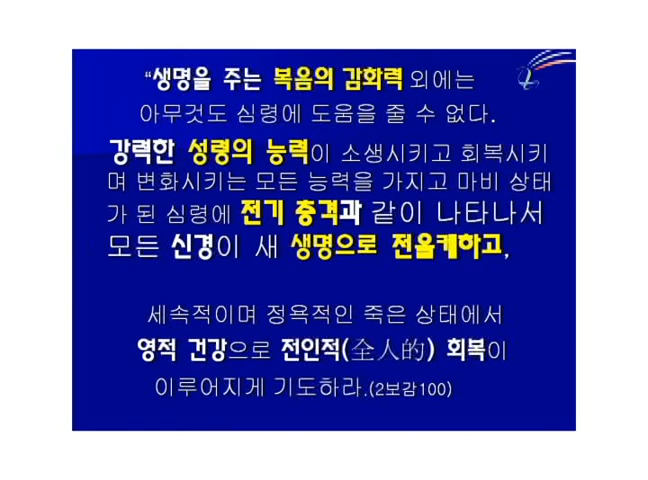 “생명을 주는 복음의 감화력 외에는
아무것도 심령에 도움을 줄 수 없다.
강력한 성령의 능력이 소생시키고 회복시키
며 변화시키는 모든 능력을 가지고 마비 상태
가 된 심령에 전기 충격과 같이 나타나서
모든 신경이 새 생명으로 전율케하고,
세속적이며 정욕적인 죽은 상태에서
영적 건강으로 전인적(全人的) 회복이
이루어지게 기도하라.(2보감100)